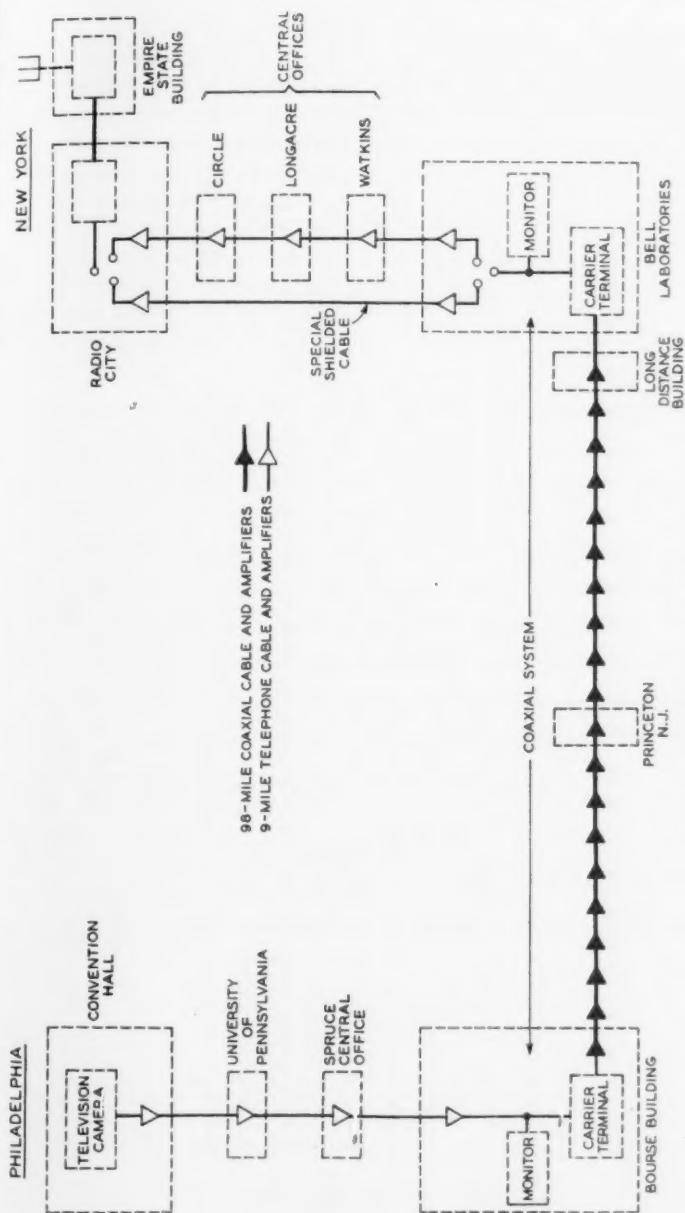 PHILADELPHIA
CONVENTION
HALL
TELEVISION
CAMERA
UNIVERSITY
OF
PENNSYLVANIA
SPRUCE
CENTRAL
OFFICE
MONITOR
CARRIER
TERMINAL
BOURSE BUILDING
98-MILE COAXIAL CABLE AND AMPLIFIERS
9-MILE TELEPHONE CABLE AND AMPLIFIERS
COAXIAL SYSTEM
PRINCETON
N.J.
NEW YORK
EMPIRE
STATE
BUILDING
RADIO
CITY
CENTRAL
OFFICES
CIRCLE
LONGACRE
WATKINS
SPECIAL
SHIELDED
CABLE
MONITOR
CARRIER
TERMINAL
BELL
LABORATORIES
LONG
DISTANCE
BUILDING